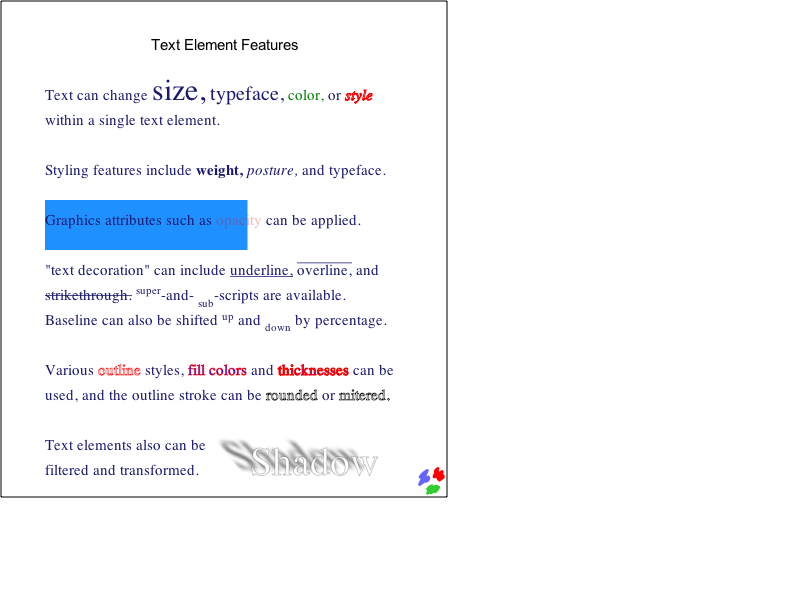 Text Element Features
Text can change size, typeface, color, or style
within a single text element.
Styling features include weight, posture, and typeface.
Graphics attributes such as opacity can be applied.
"text decoration" can include underline, overline, and
strikethrough. super-and- sub-scripts are available.
Baseline can also be shifted up and down by percentage.
Various outline styles, fill colors and thicknesses can be
used, and the outline stroke can be rounded or mitered.
Text elements also can be
filtered and transformed.
Shadow